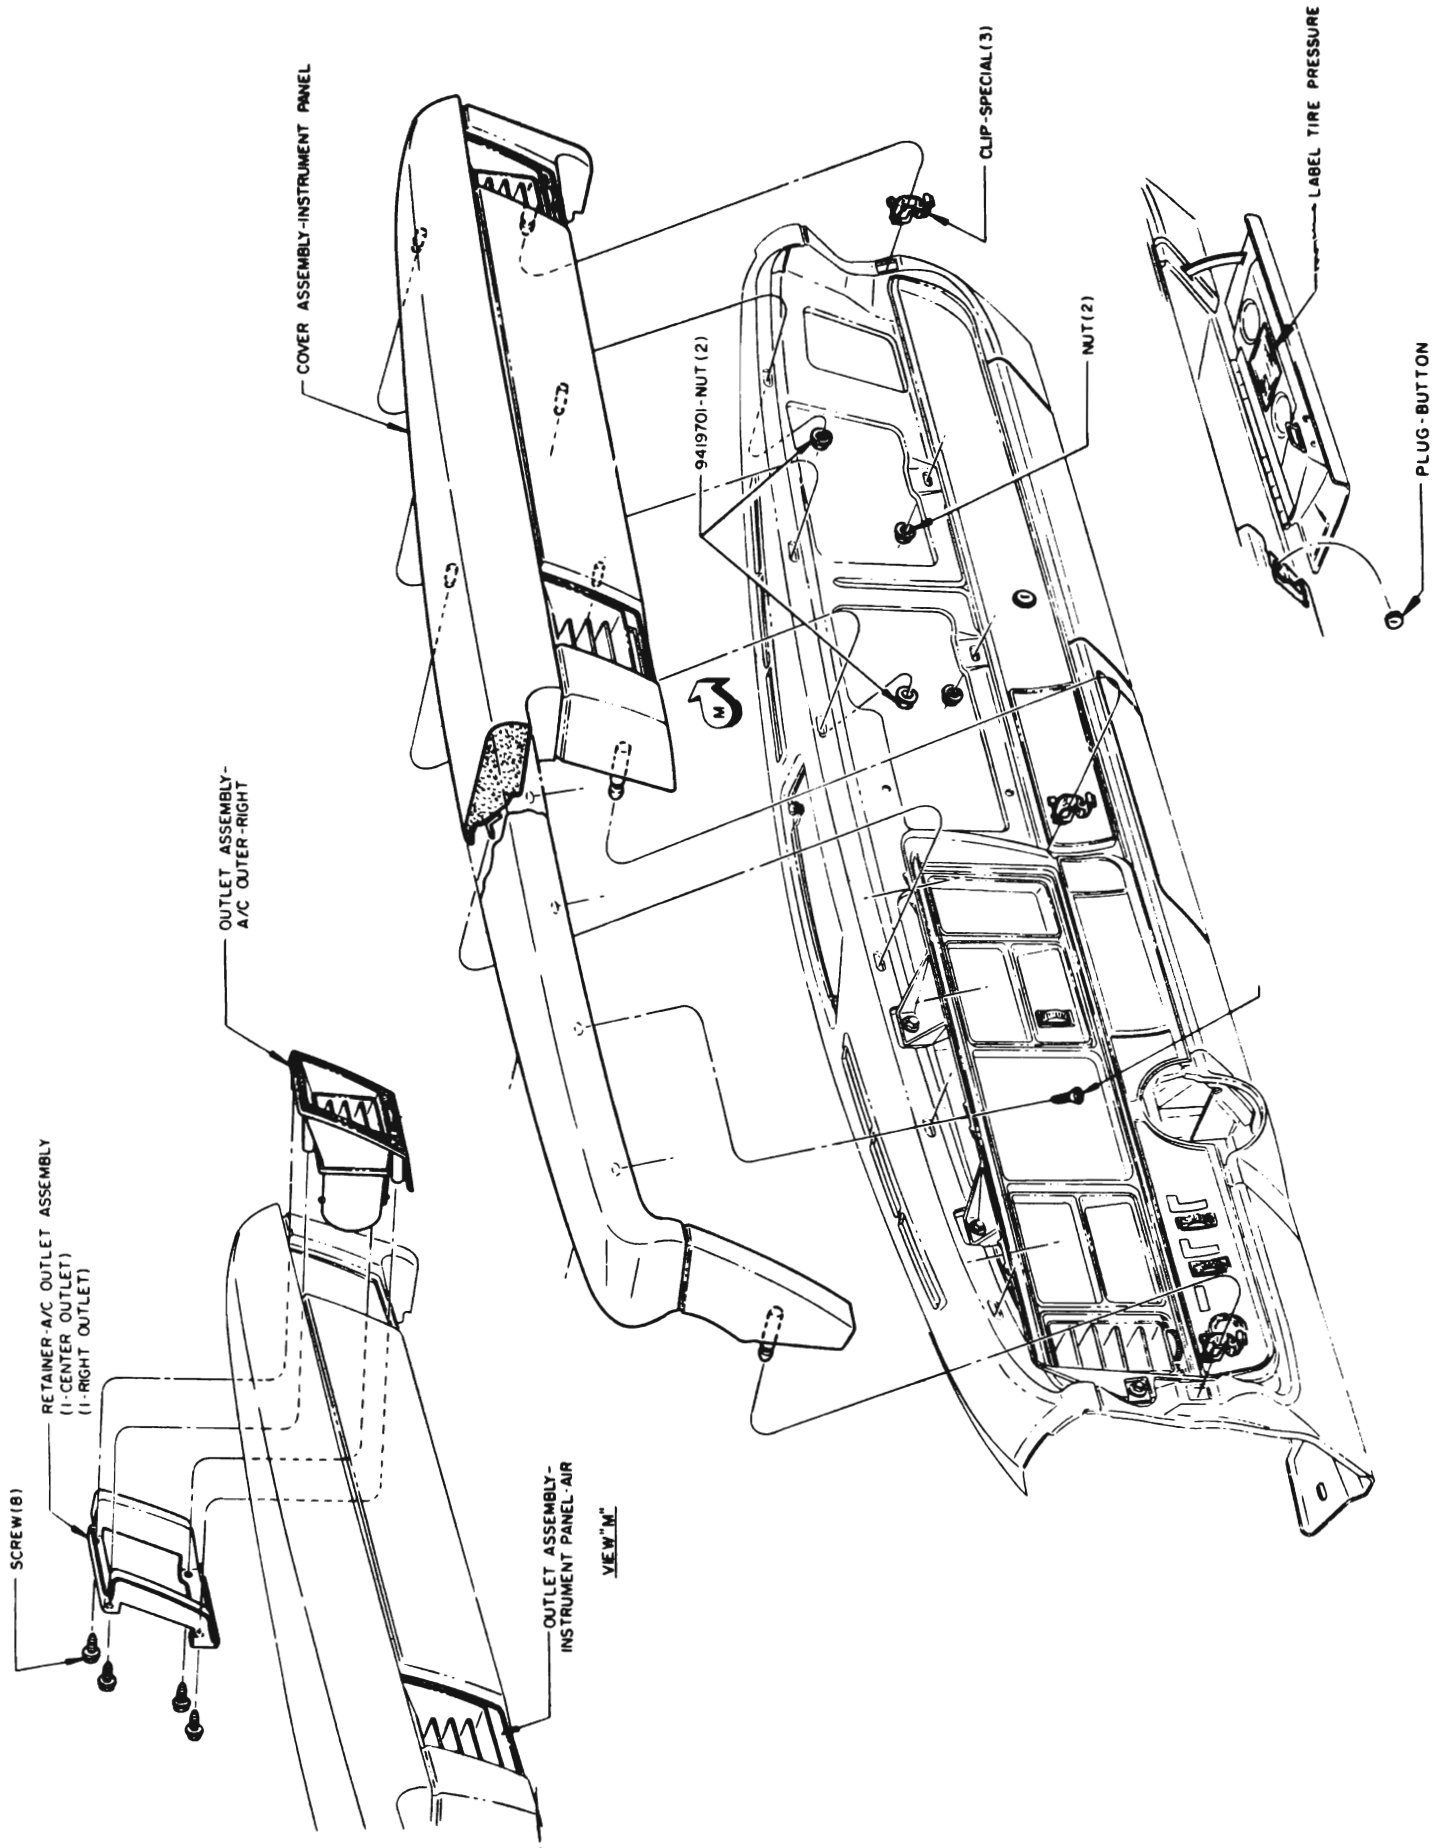 SCREW(8)
RETAINER-A/C OUTLET ASSEMBLY
(1-CENTER OUTLET)
(1-RIGHT OUTLET)
OUTLET ASSEMBLY-
A/C OUTER-RIGHT
COVER ASSEMBLY-INSTRUMENT PANEL
OUTLET ASSEMBLY-
INSTRUMENT PANEL-AIR
VIEW "M"
M
9419701-NUT (2)
CLIP-SPECIAL(3)
NUT(2)
LABEL TIRE PRESSURE
PLUG-BUTTON